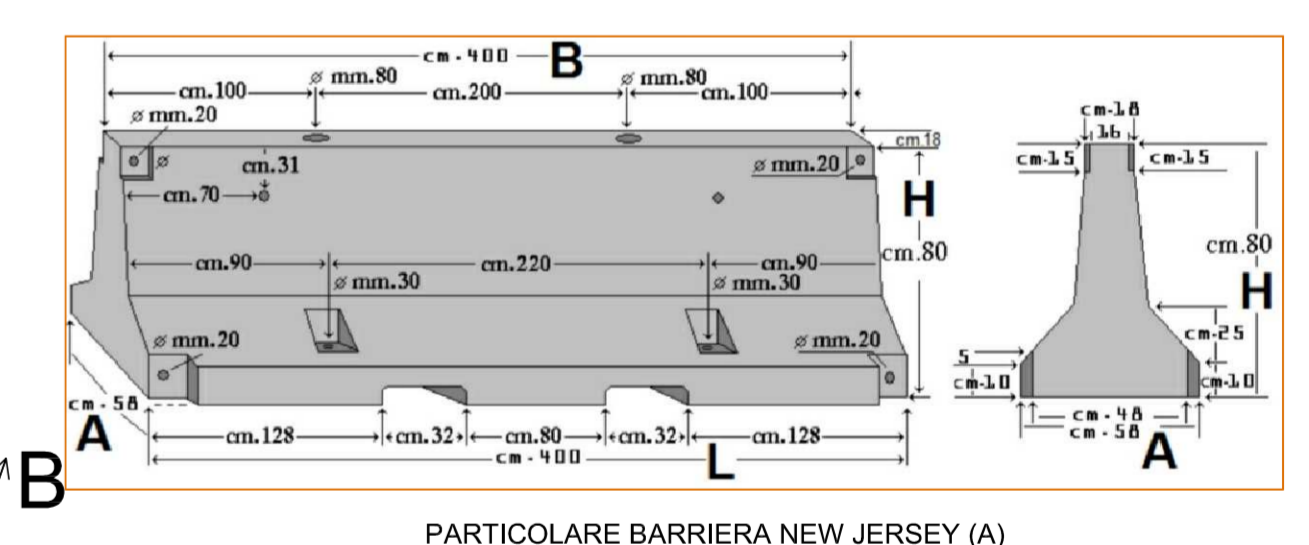 cm - 400 B
ø mm.80
ø mm.80
cm.100
cm.200
cm.100
ø mm.20
cm.18
ø
cm.31
ø mm.20
cm.70
H
cm.80
cm.90
cm.220
cm.90
ø mm.30
ø mm.30
ø mm.20
ø mm.20
cm - 58
A
cm.128
cm.32
cm.80
cm.32
cm.128
cm - 400
L
B
cm-18
16
cm-15
cm-15
cm.80
H
cm-25
5
cm-10
cm-10
cm - 48
cm - 58
A
PARTICOLARE BARRIERA NEW JERSEY (A)